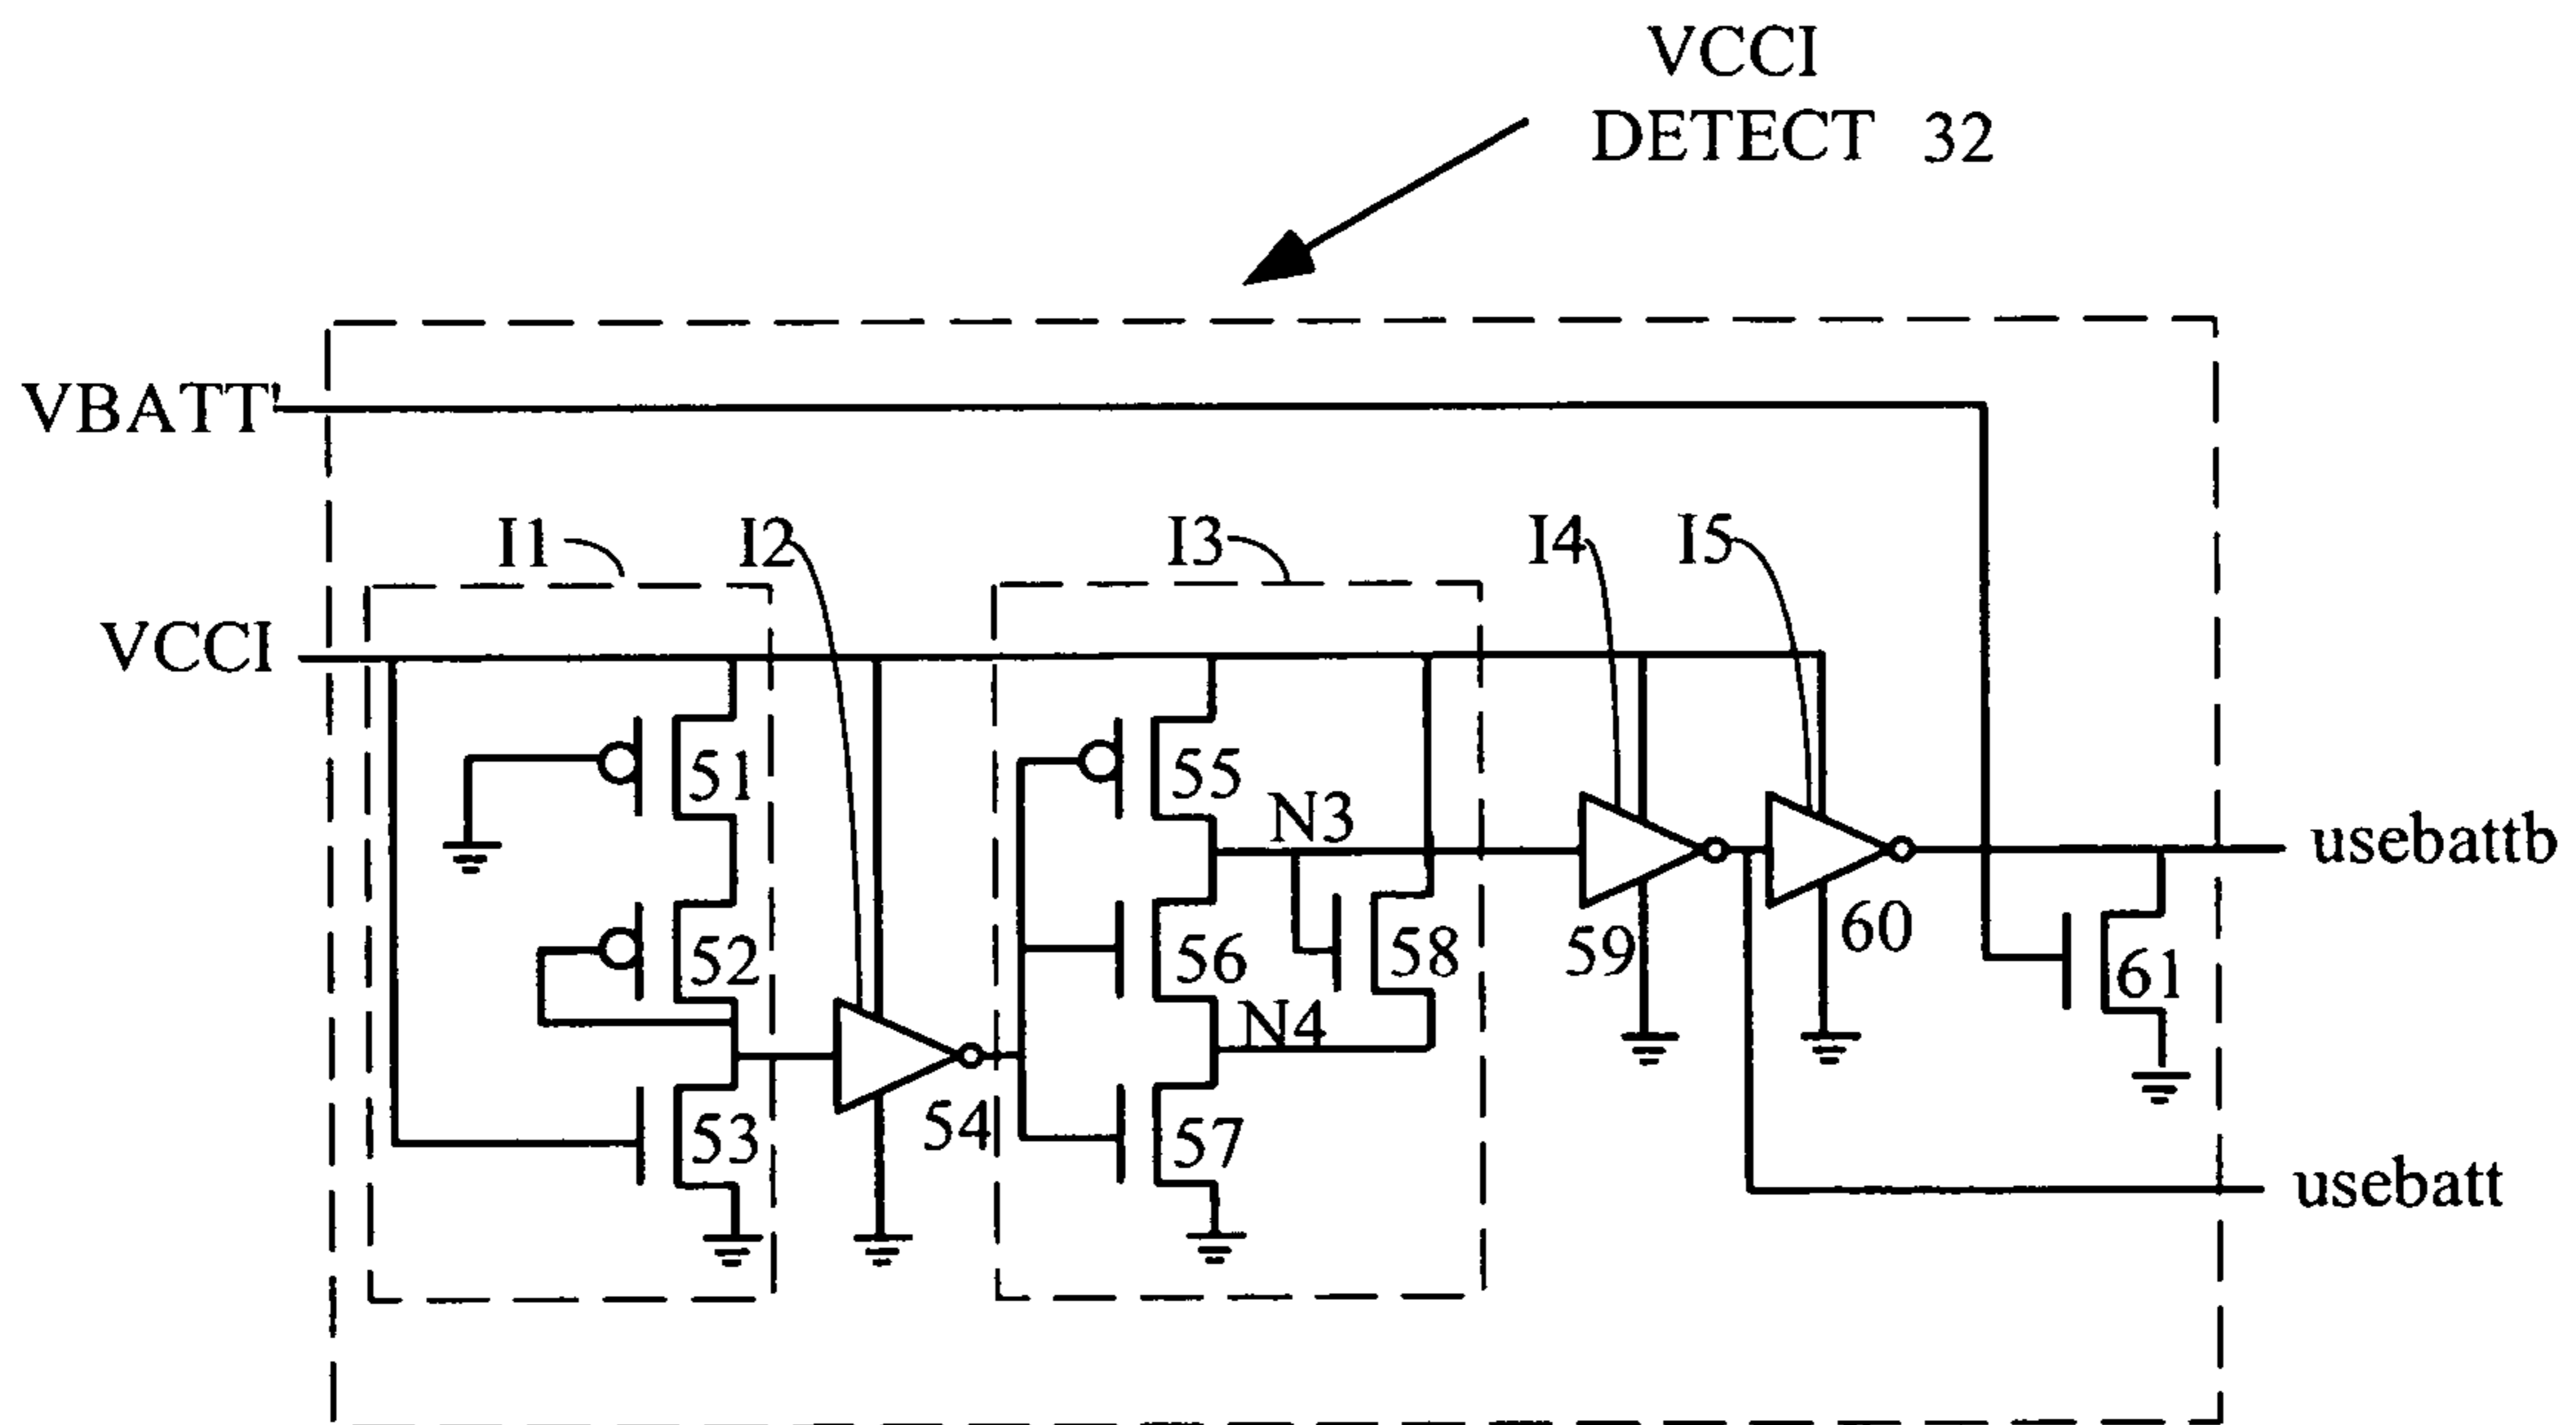 VCCI
DETECT 32
VBATT'
I1
I2
I3
I4
I5
VCCI
51
55
N3
usebattb
52
56
58
59
60
61
N4
53
54
57
usebatt